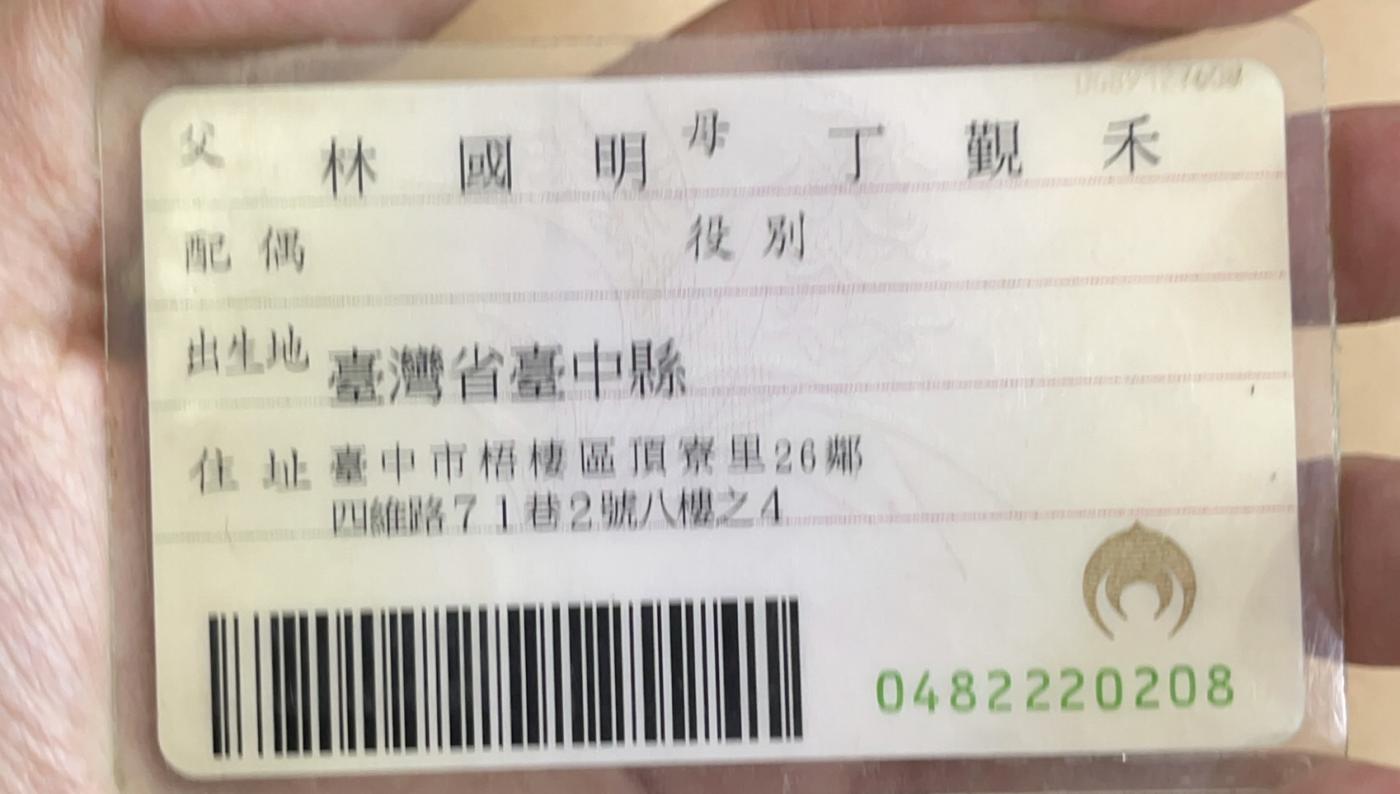 父 林國明 母 丁覲禾
配偶 役別
出生地 臺灣省臺中縣
住址 臺中市梧棲區頂寮里26鄰
四維路71巷2號八樓之4
0482220208